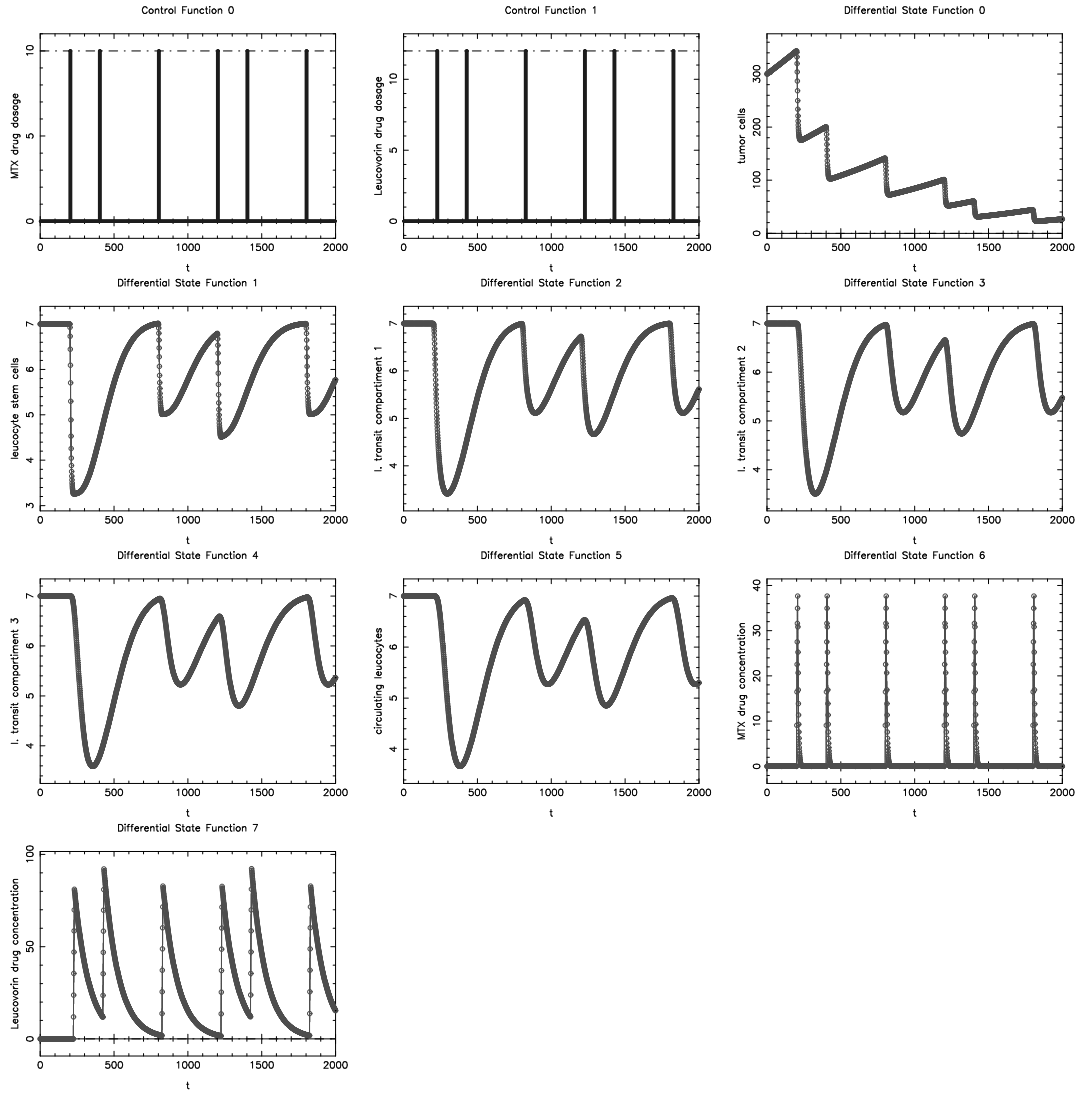 Control Function 0
MTX drug dosage
10
5
0
0 500 1000 1500 2000
t
Control Function 1
Leucovorin drug dosage
10
5
0
0 500 1000 1500 2000
t
Differential State Function 0
tumor cells
300
200
100
0
0 500 1000 1500 2000
t
Differential State Function 1
leucocyte stem cells
7
6
5
4
3
0 500 1000 1500 2000
t
Differential State Function 2
l. transit compartiment 1
7
6
5
4
0 500 1000 1500 2000
t
Differential State Function 3
l. transit compartiment 2
7
6
5
4
0 500 1000 1500 2000
t
Differential State Function 4
l. transit compartiment 3
7
6
5
4
0 500 1000 1500 2000
t
Differential State Function 5
circulating leucocytes
7
6
5
4
0 500 1000 1500 2000
t
Differential State Function 6
MTX drug concentration
40
30
20
10
0
0 500 1000 1500 2000
t
Differential State Function 7
Leucovorin drug concentration
100
50
0
0 500 1000 1500 2000
t